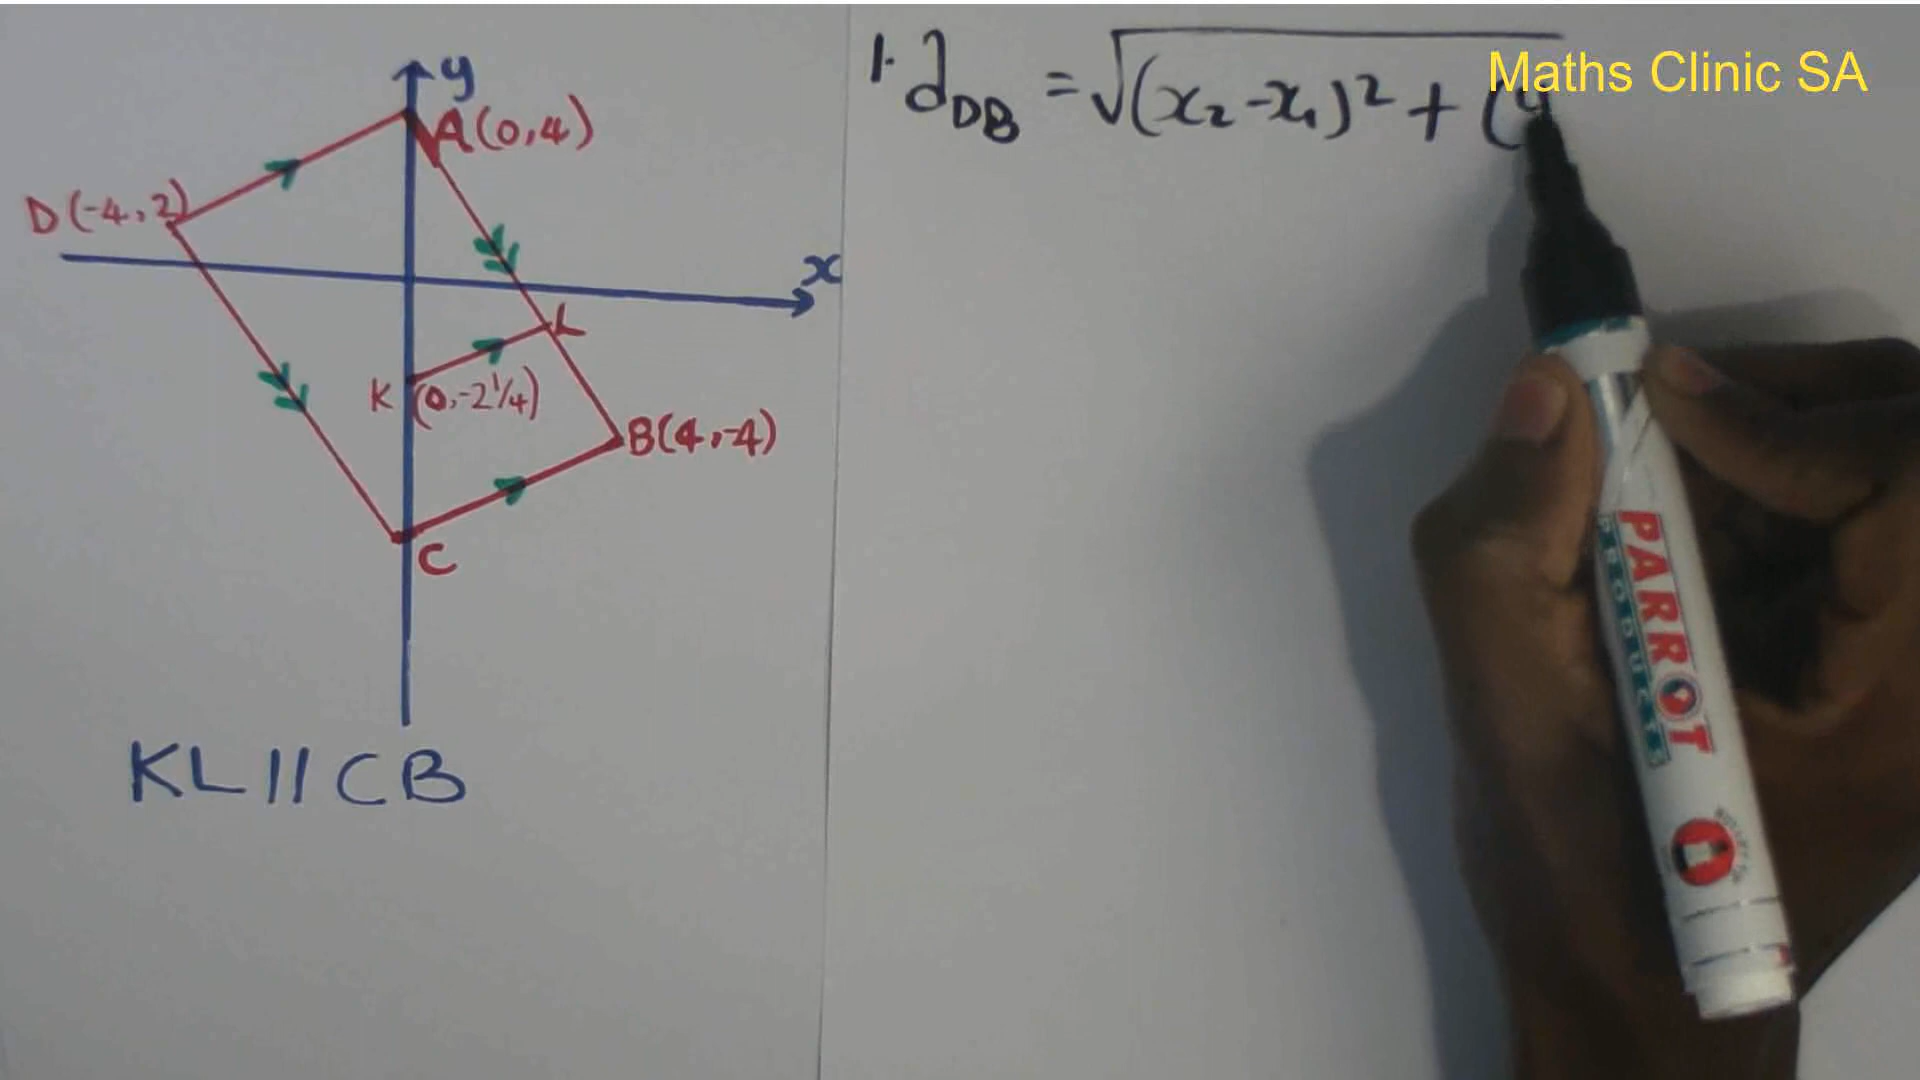 y
A(0,4)
D(-4,2)
x
L
K(0,-2¼)
B(4,-4)
C
KL//CB
1. d_DB = √(x₂-x₁)² + (y
Maths Clinic SA
PARROT
PRODUCTS